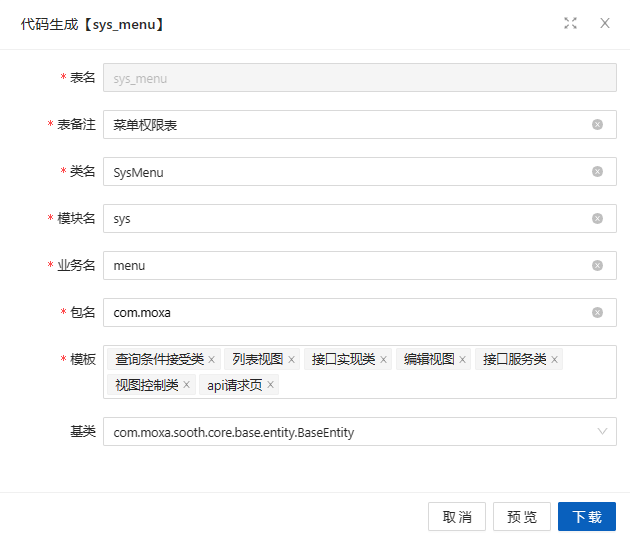 代码生成【sys_menu】
* 表名 sys_menu
* 表备注 菜单权限表
* 类名 SysMenu
* 模块名 sys
* 业务名 menu
* 包名 com.moxa
* 模板 查询条件接受类 × 列表视图 × 接口实现类 × 编辑视图 × 接口服务类 ×
视图控制类 × api请求页 ×
基类 com.moxa.sooth.core.base.entity.BaseEntity
取消 预览 下载